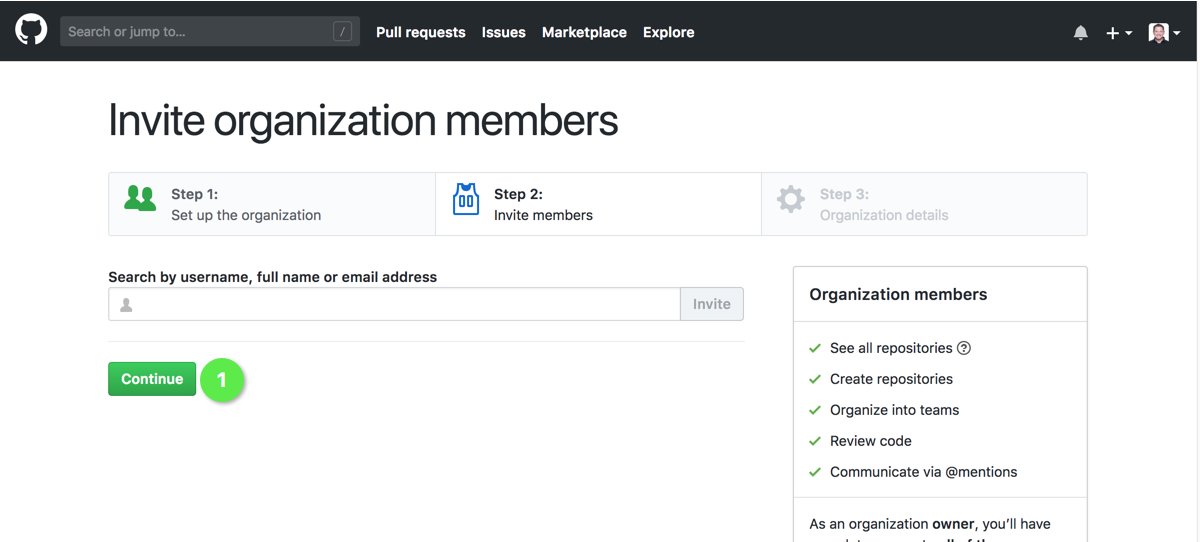 Search or jump to...
/
Pull requests
Issues
Marketplace
Explore
Invite organization members
Step 1:
Set up the organization
Step 2:
Invite members
Step 3:
Organization details
Search by username, full name or email address
Invite
Continue
1
Organization members
See all repositories
Create repositories
Organize into teams
Review code
Communicate via @mentions
As an organization owner, you’ll have